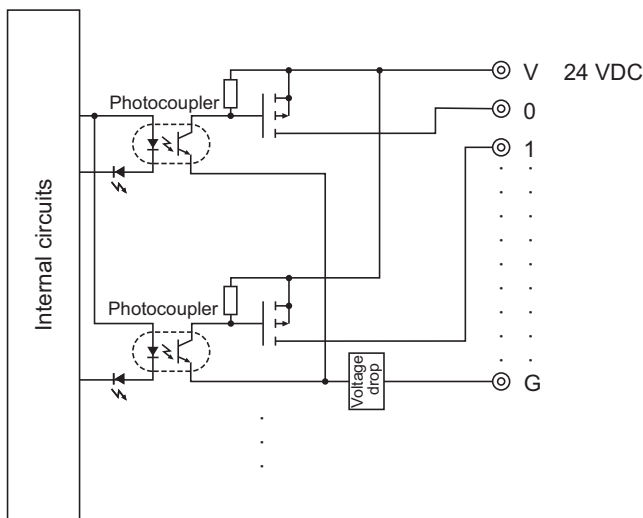 V 24 VDC
Photocoupler
0
1
Internal circuits
Photocoupler
Voltage
drop
G